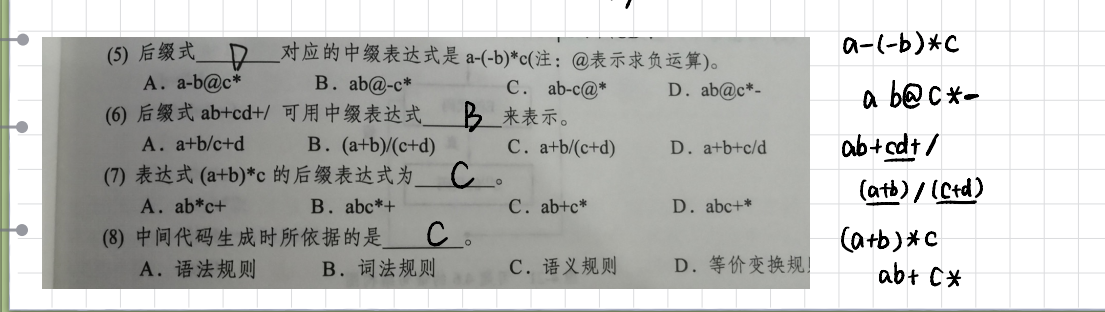 (5) 后缀式 D 对应的中缀表达式是 a-(-b)*c(注：@表示求负运算)。
A．a-b@c* B．ab@-c* C． ab-c@* D．ab@c*-
(6) 后缀式 ab+cd+/ 可用中缀表达式 B 来表示。
A．a+b/c+d B．(a+b)/(c+d) C．a+b/(c+d) D．a+b+c/d
(7) 表达式 (a+b)*c 的后缀表达式为 C 。
A．ab*c+ B．abc*+ C．ab+c* D．abc+*
(8) 中间代码生成时所依据的是 C 。
A．语法规则 B．词法规则 C．语义规则 D．等价变换规
a-(-b)*c
a b@ c *-
ab+cd+/
(a+b)/(c+d)
(a+b)*c
ab+ c*